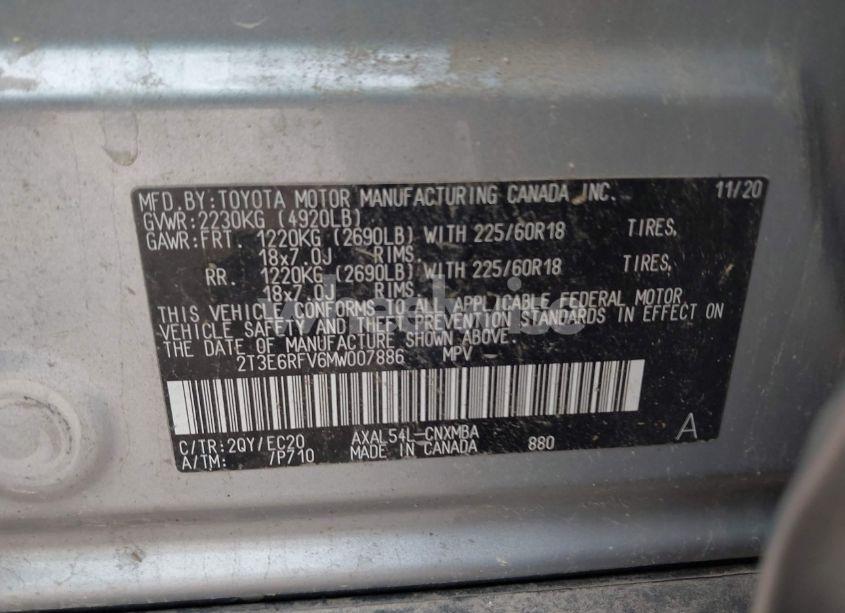 MFD. BY: TOYOTA MOTOR MANUFACTURING CANADA, INC. 11/20
GVWR: 2230KG (4920LB)
GAWR: FRT. 1220KG (2690LB) WITH 225/60R18 TIRES,
18x7.0J RIMS.
RR. 1220KG (2690LB) WITH 225/60R18 TIRES,
18x7.0J RIMS.
THIS VEHICLE CONFORMS TO ALL APPLICABLE FEDERAL MOTOR
VEHICLE SAFETY AND THEFT PREVENTION STANDARDS IN EFFECT ON
THE DATE OF MANUFACTURE SHOWN ABOVE.
2T3E6RFV6MW007886 MPV
C/TR: 2QY/EC20 AXAL54L-CNXMBA
A/TM: /P710 MADE IN CANADA 880 A